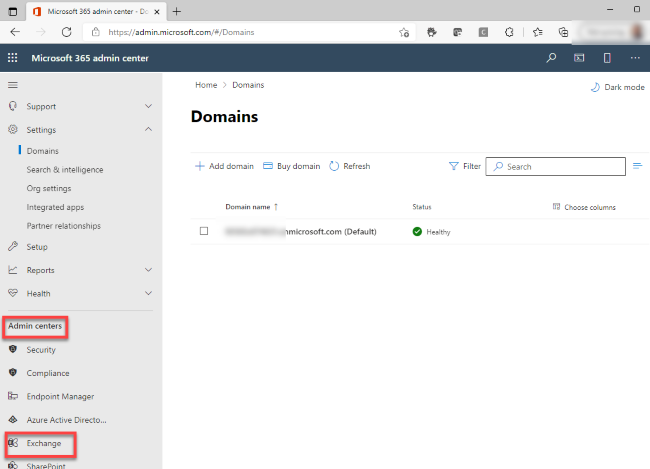 Microsoft 365 admin center - Do
https://admin.microsoft.com/#/Domains
Microsoft 365 admin center
Home > Domains
Dark mode
Domains
Add domain Buy domain Refresh Filter Search
Domain name ↑ Status Choose columns
nmicrosoft.com (Default) Healthy
Support
Settings
Domains
Search & intelligence
Org settings
Integrated apps
Partner relationships
Setup
Reports
Health
Admin centers
Security
Compliance
Endpoint Manager
Azure Active Directo...
Exchange
SharePoint